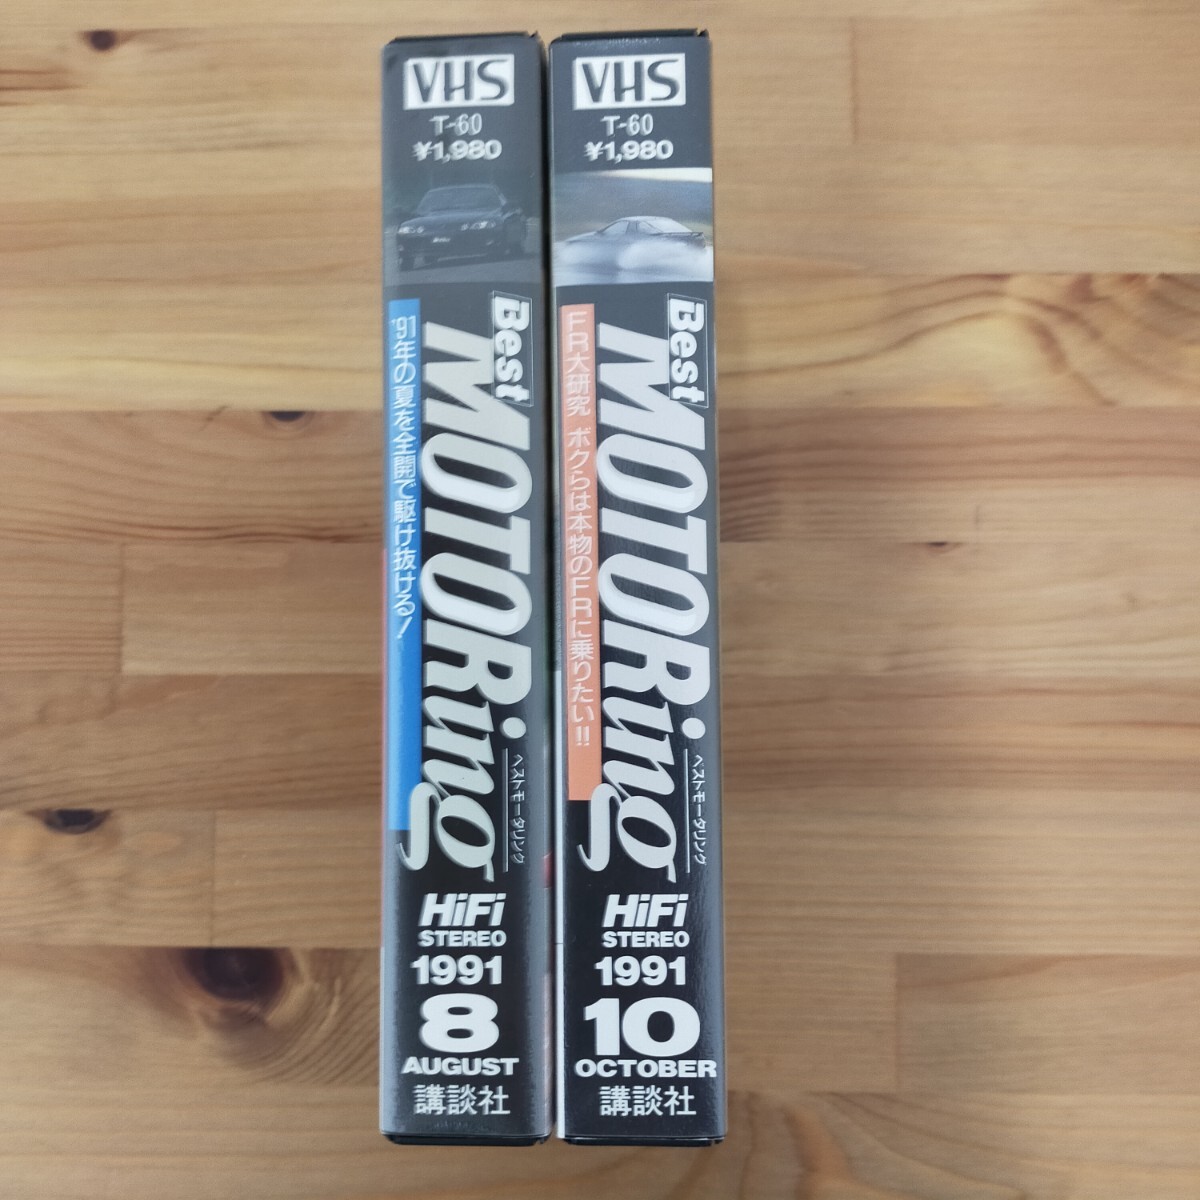 VHS
T-60
¥1,980
Best
MOTORing
ベストモータリング
'91年の夏を全開で駆け抜ける!
HiFi
STEREO
1991
8
AUGUST
講談社
VHS
T-60
¥1,980
Best
MOTORing
ベストモータリング
FR大研究 ボクらは本物のFRに乗りたい!!
HiFi
STEREO
1991
10
OCTOBER
講談社